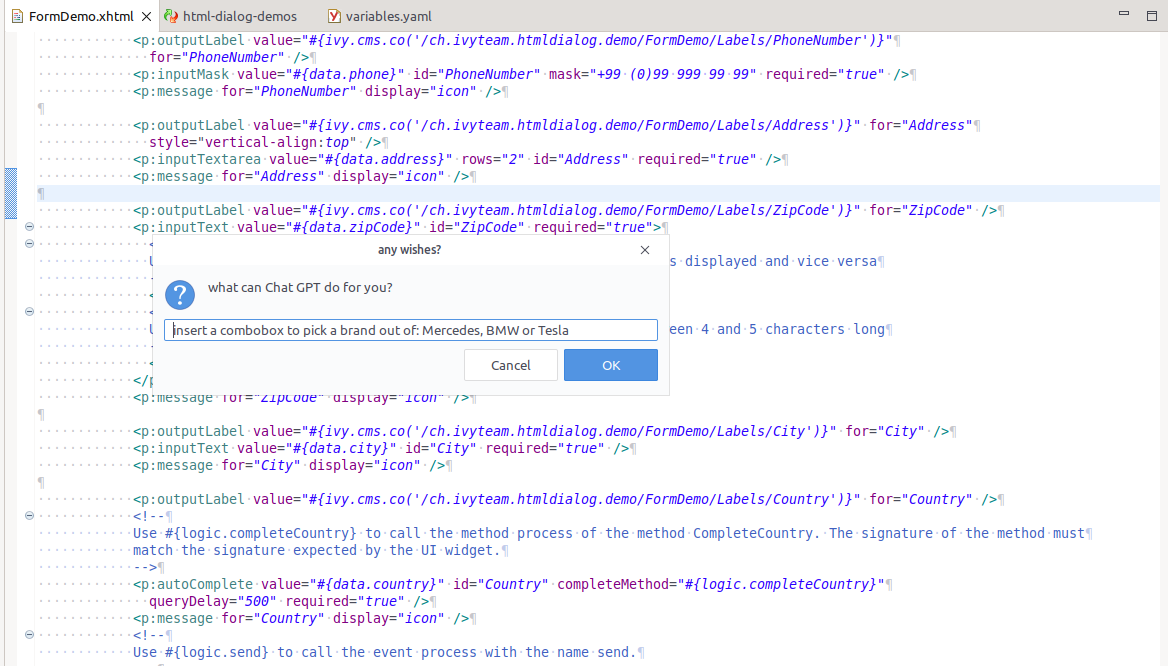 FormDemo.xhtml html-dialog-demos variables.yaml
<p:outputLabel value="#{ivy.cms.co('/ch.ivyteam.htmldialog.demo/FormDemo/Labels/PhoneNumber')}"¶
for="PhoneNumber" />¶
<p:inputMask value="#{data.phone}" id="PhoneNumber" mask="+99 (0)99 999 99 99" required="true" />¶
<p:message for="PhoneNumber" display="icon" />¶
¶
<p:outputLabel value="#{ivy.cms.co('/ch.ivyteam.htmldialog.demo/FormDemo/Labels/Address')}" for="Address"¶
style="vertical-align:top" />¶
<p:inputTextarea value="#{data.address}" rows="2" id="Address" required="true" />¶
<p:message for="Address" display="icon" />¶
¶
<p:outputLabel value="#{ivy.cms.co('/ch.ivyteam.htmldialog.demo/FormDemo/Labels/ZipCode')}" for="ZipCode" />¶
<p:inputText value="#{data.zipCode}" id="ZipCode" required="true">¶
any wishes?
s displayed and vice versa¶
what can Chat GPT do for you?
insert a combobox to pick a brand out of: Mercedes, BMW or Tesla
een 4 and 5 characters long¶
Cancel OK
</p
<p:message for="ZipCode" display="icon" />¶
¶
<p:outputLabel value="#{ivy.cms.co('/ch.ivyteam.htmldialog.demo/FormDemo/Labels/City')}" for="City" />¶
<p:inputText value="#{data.city}" id="City" required="true" />¶
<p:message for="City" display="icon" />¶
¶
<p:outputLabel value="#{ivy.cms.co('/ch.ivyteam.htmldialog.demo/FormDemo/Labels/Country')}" for="Country" />¶
<!--¶
Use #{logic.completeCountry} to call the method process of the method CompleteCountry. The signature of the method must¶
match the signature expected by the UI widget.¶
-->¶
<p:autoComplete value="#{data.country}" id="Country" completeMethod="#{logic.completeCountry}"¶
queryDelay="500" required="true" />¶
<p:message for="Country" display="icon" />¶
<!--¶
Use #{logic.send} to call the event process with the name send.¶